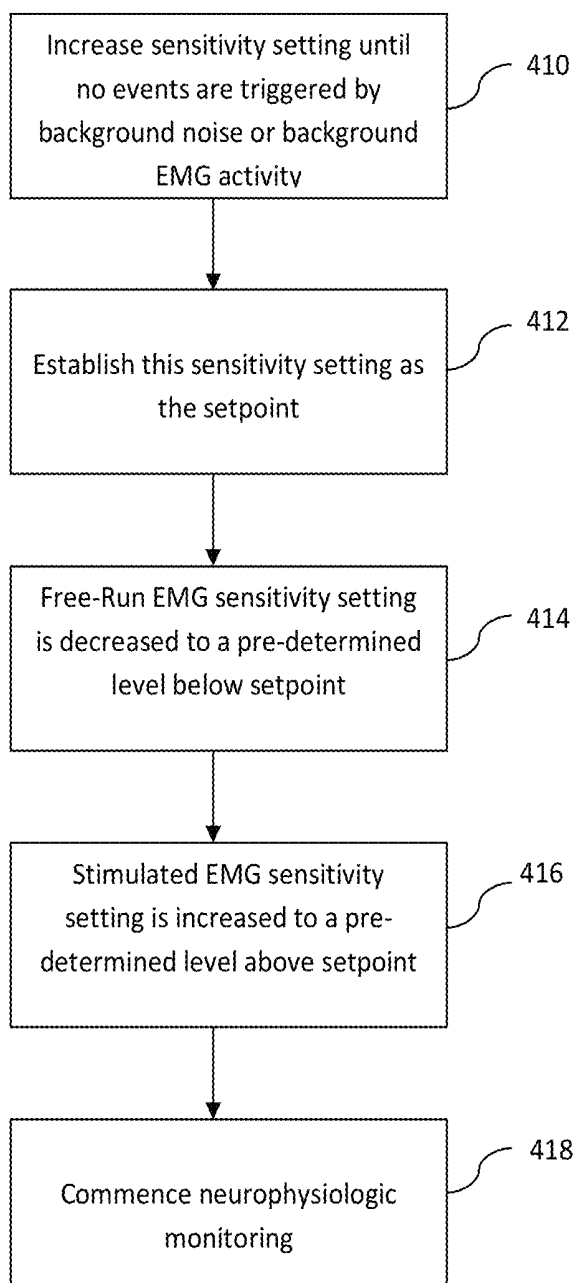 Increase sensitivity setting until
no events are triggered by
background noise or background
EMG activity
410
Establish this sensitivity setting as
the setpoint
412
Free-Run EMG sensitivity setting
is decreased to a pre-determined
level below setpoint
414
Stimulated EMG sensitivity
setting is increased to a pre-
determined level above setpoint
416
Commence neurophysiologic
monitoring
418